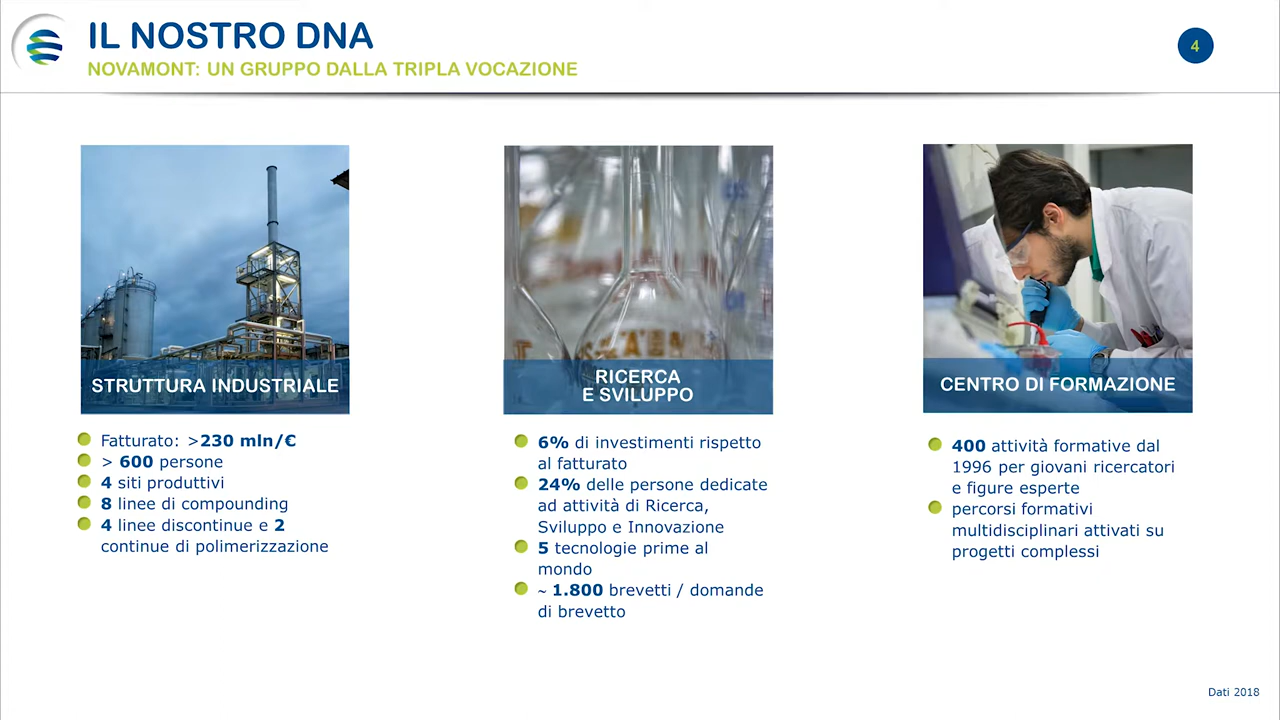 IL NOSTRO DNA
NOVAMONT: UN GRUPPO DALLA TRIPLA VOCAZIONE
4
STRUTTURA INDUSTRIALE
Fatturato: >230 mln/€
> 600 persone
4 siti produttivi
8 linee di compounding
4 linee discontinue e 2
continue di polimerizzazione
RICERCA
E SVILUPPO
6% di investimenti rispetto
al fatturato
24% delle persone dedicate
ad attività di Ricerca,
Sviluppo e Innovazione
5 tecnologie prime al
mondo
~ 1.800 brevetti / domande
di brevetto
CENTRO DI FORMAZIONE
400 attività formative dal
1996 per giovani ricercatori
e figure esperte
percorsi formativi
multidisciplinari attivati su
progetti complessi
Dati 2018